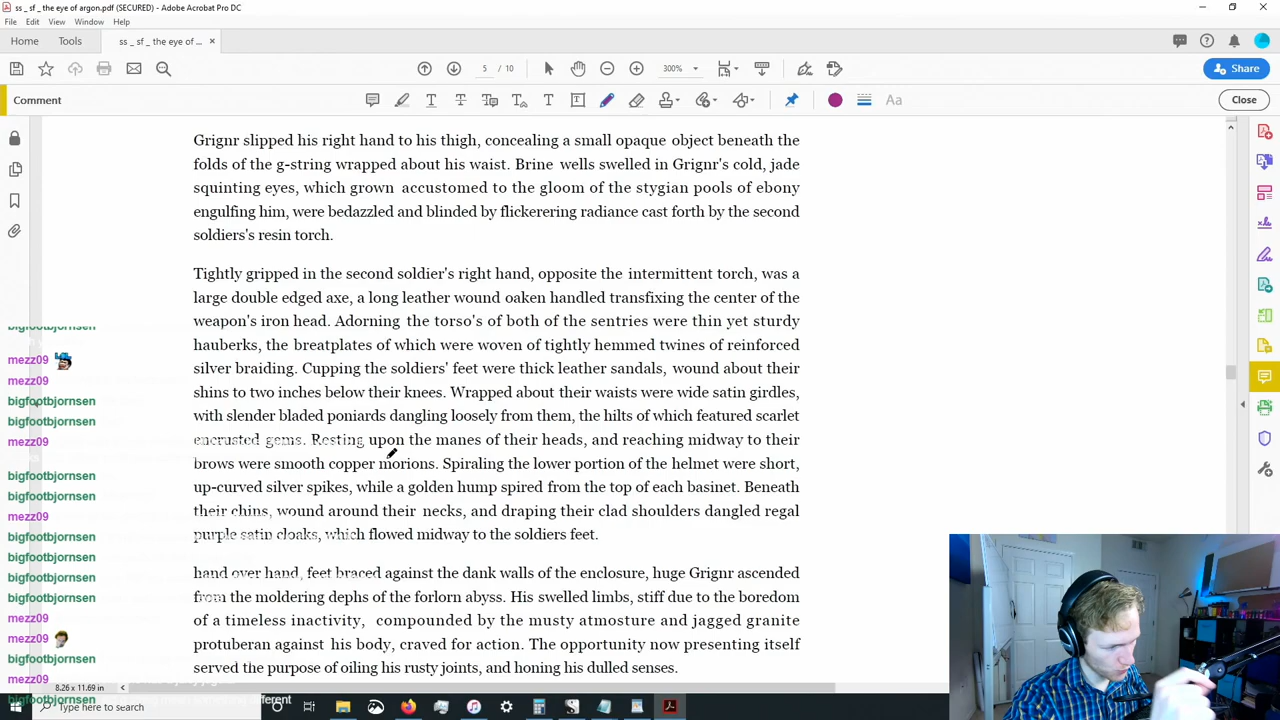 ss _ sf _ the eye of argon.pdf (SECURED) - Adobe Acrobat Pro DC
File Edit View Window Help
Home Tools ss _ sf _ the eye of ... ×
5 / 10 300% Share
Comment Aa Close
Grignr slipped his right hand to his thigh, concealing a small opaque object beneath the
folds of the g-string wrapped about his waist. Brine wells swelled in Grignr's cold, jade
squinting eyes, which grown accustomed to the gloom of the stygian pools of ebony
engulfing him, were bedazzled and blinded by flickerering radiance cast forth by the second
soldiers's resin torch.
Tightly gripped in the second soldier's right hand, opposite the intermittent torch, was a
large double edged axe, a long leather wound oaken handled transfixing the center of the
weapon's iron head. Adorning the torso's of both of the sentries were thin yet sturdy
hauberks, the breatplates of which were woven of tightly hemmed twines of reinforced
silver braiding. Cupping the soldiers' feet were thick leather sandals, wound about their
shins to two inches below their knees. Wrapped about their waists were wide satin girdles,
with slender bladed poniards dangling loosely from them, the hilts of which featured scarlet
gems. Resting upon the manes of their heads, and reaching midway to their
brows were smooth copper morions. Spiraling the lower portion of the helmet were short,
up-curved silver spikes, while a golden hump spired from the top of each basinet. Beneath
their chins, wound around their necks, and draping their clad shoulders dangled regal
purple satin cloaks, which flowed midway to the soldiers feet.
hand over hand, feet braced against the dank walls of the enclosure, huge Grignr ascended
from the moldering dephs of the forlorn abyss. His swelled limbs, stiff due to the boredom
of a timeless inactivity, compounded by the musty atmosture and jagged granite
protuberan against his body, craved for action. The opportunity now presenting itself
served the purpose of oiling his rusty joints, and honing his dulled senses.
bigfootbjornsen
mezz09
mezz09
bigfootbjornsen
bigfootbjornsen
mezz09
bigfootbjornsen
bigfootbjornsen
mezz09
bigfootbjornsen
bigfootbjornsen
bigfootbjornsen
bigfootbjornsen
mezz09
mezz09
bigfootbjornsen
mezz09
bigfootbjornsen
8.26 x 11.69 in
Type here to search